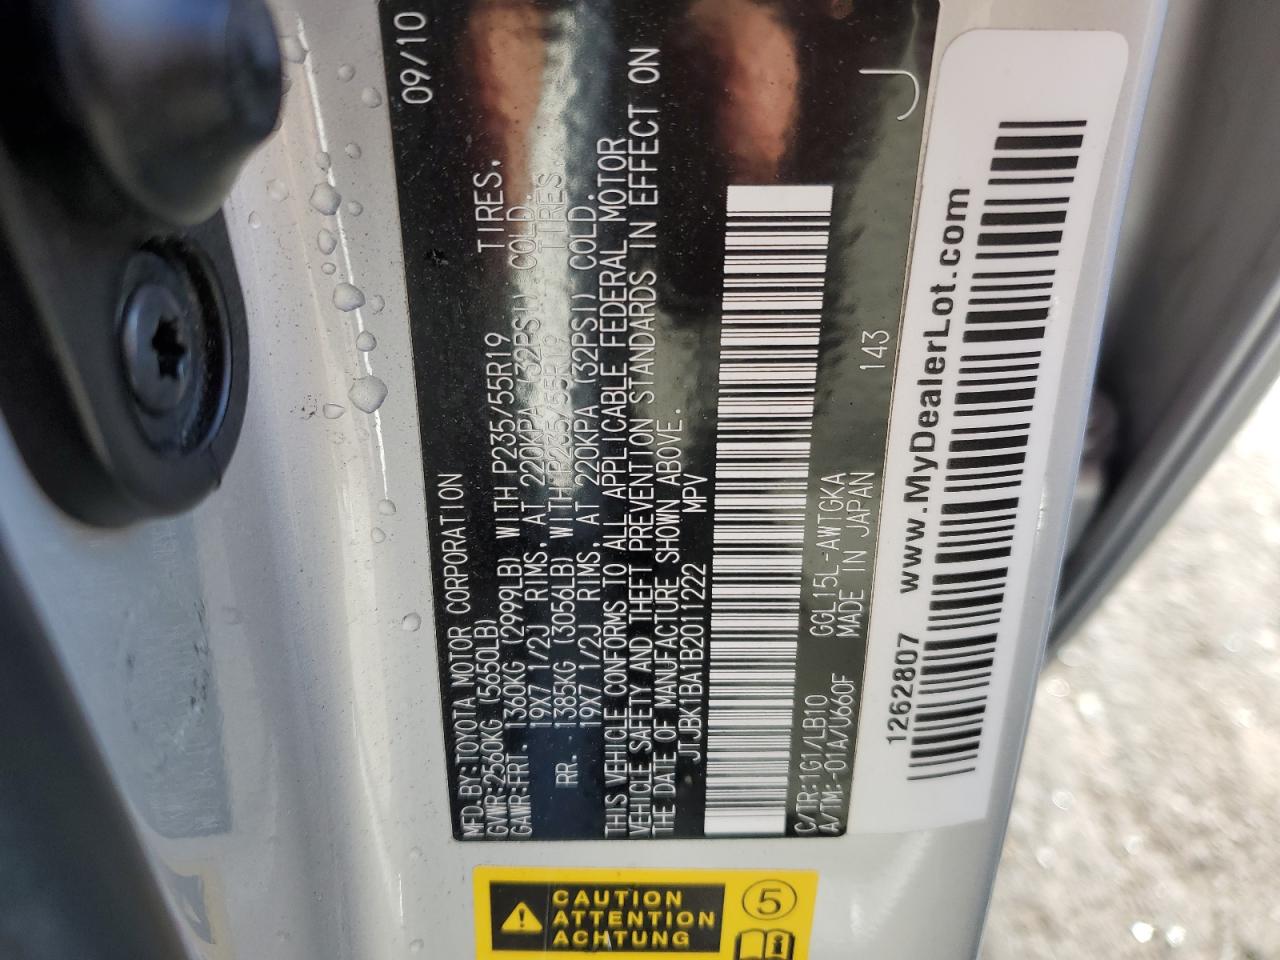 MFD.BY:TOYOTA MOTOR CORPORATION 09/10
GVWR:2560KG (5650LB)
GAWR:FRT. 1360KG (2999LB) WITH P235/55R19 TIRES,
19X7 1/2J RIMS, AT 220KPA (32PSI) COLD.
RR. 1385KG (3056LB) WITH P235/55R19 TIRES,
19X7 1/2J RIMS, AT 220KPA (32PSI) COLD.
THIS VEHICLE CONFORMS TO ALL APPLICABLE FEDERAL MOTOR
VEHICLE SAFETY AND THEFT PREVENTION STANDARDS IN EFFECT ON
THE DATE OF MANUFACTURE SHOWN ABOVE.
JTJBK1BA1B2011222 MPV
C/TR:1G1/LB10 GGL15L-AWTGKA 143
A/TM:-01A/U660F MADE IN JAPAN
J
1262807 www.MyDealerLot.com
CAUTION
ATTENTION
ACHTUNG
5